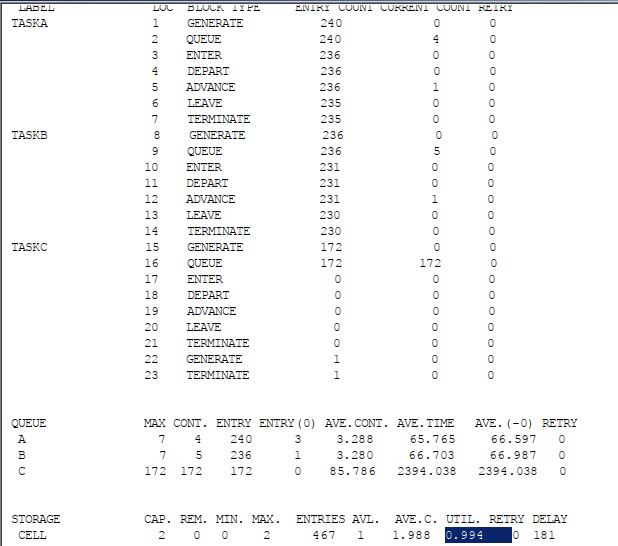 LABEL LOC BLOCK TYPE ENTRY COUNT CURRENT COUNT RETRY
TASKA 1 GENERATE 240 0 0
2 QUEUE 240 4 0
3 ENTER 236 0 0
4 DEPART 236 0 0
5 ADVANCE 236 1 0
6 LEAVE 235 0 0
7 TERMINATE 235 0 0
TASKB 8 GENERATE 236 0 0
9 QUEUE 236 5 0
10 ENTER 231 0 0
11 DEPART 231 0 0
12 ADVANCE 231 1 0
13 LEAVE 230 0 0
14 TERMINATE 230 0 0
TASKC 15 GENERATE 172 0 0
16 QUEUE 172 172 0
17 ENTER 0 0 0
18 DEPART 0 0 0
19 ADVANCE 0 0 0
20 LEAVE 0 0 0
21 TERMINATE 0 0 0
22 GENERATE 1 0 0
23 TERMINATE 1 0 0
QUEUE MAX CONT. ENTRY ENTRY(0) AVE.CONT. AVE.TIME AVE.(-0) RETRY
A 7 4 240 3 3.288 65.765 66.597 0
B 7 5 236 1 3.280 66.703 66.987 0
C 172 172 172 0 85.786 2394.038 2394.038 0
STORAGE CAP. REM. MIN. MAX. ENTRIES AVL. AVE.C. UTIL. RETRY DELAY
CELL 2 0 0 2 467 1 1.988 0.994 0 181